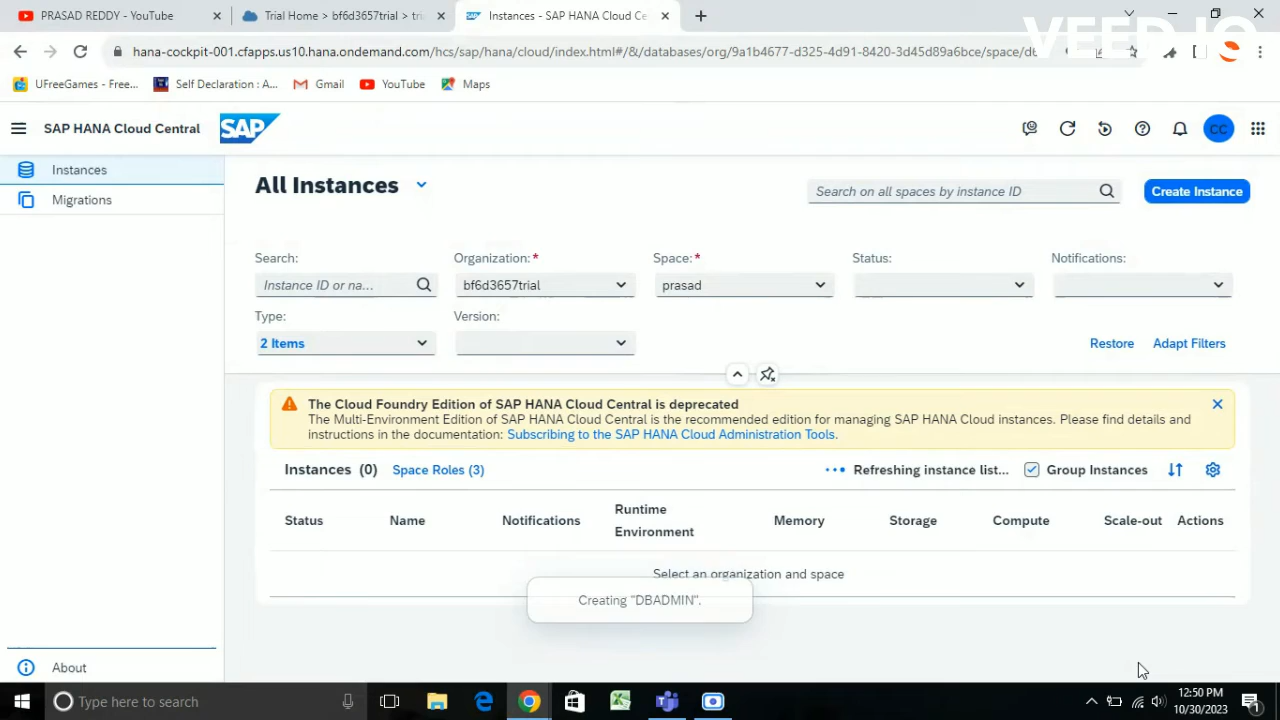 PRASAD REDDY - YouTube
Trial Home > bf6d3657trial > tr
Instances - SAP HANA Cloud Ce
VEED.IO
hana-cockpit-001.cfapps.us10.hana.ondemand.com/hcs/sap/hana/cloud/index.html#/&/databases/org/9a1b4677-d325-4d91-8420-3d45d89a6bce/space/d6
UFreeGames - Free...
Self Declaration : A...
Gmail
YouTube
Maps
SAP HANA Cloud Central
SAP
CC
Instances
Migrations
All Instances
Search on all spaces by instance ID
Create Instance
Search:
Organization:*
Space:*
Status:
Notifications:
Instance ID or na...
bf6d3657trial
prasad
Type:
Version:
2 Items
Restore
Adapt Filters
The Cloud Foundry Edition of SAP HANA Cloud Central is deprecated
The Multi-Environment Edition of SAP HANA Cloud Central is the recommended edition for managing SAP HANA Cloud instances. Please find details and
instructions in the documentation: Subscribing to the SAP HANA Cloud Administration Tools.
Instances (0)
Space Roles (3)
Refreshing instance list...
Group Instances
Status
Name
Notifications
Runtime
Environment
Memory
Storage
Compute
Scale-out
Actions
Select an organization and space
Creating "DBADMIN".
About
Type here to search
12:50 PM
10/30/2023
1